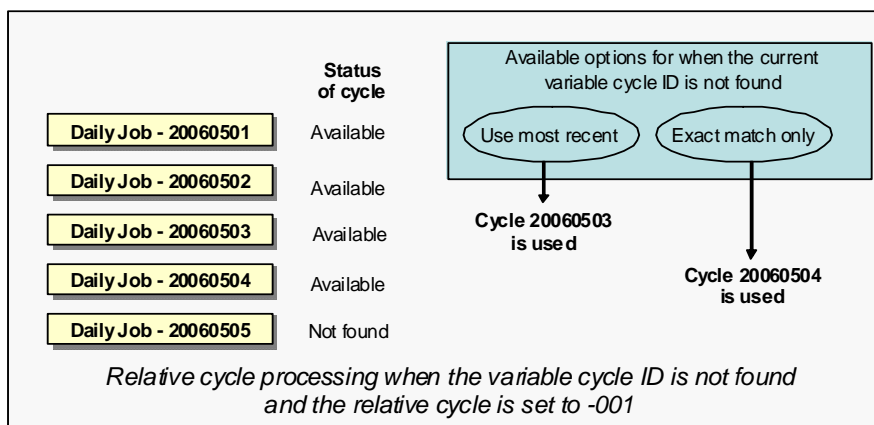 Status
of cycle
Daily Job - 20060501
Available
Daily Job - 20060502
Available
Daily Job - 20060503
Available
Daily Job - 20060504
Available
Daily Job - 20060505
Not found
Available options for when the current
variable cycle ID is not found
Use most recent
Exact match only
Cycle 20060503
is used
Cycle 20060504
is used
Relative cycle processing when the variable cycle ID is not found
and the relative cycle is set to -001